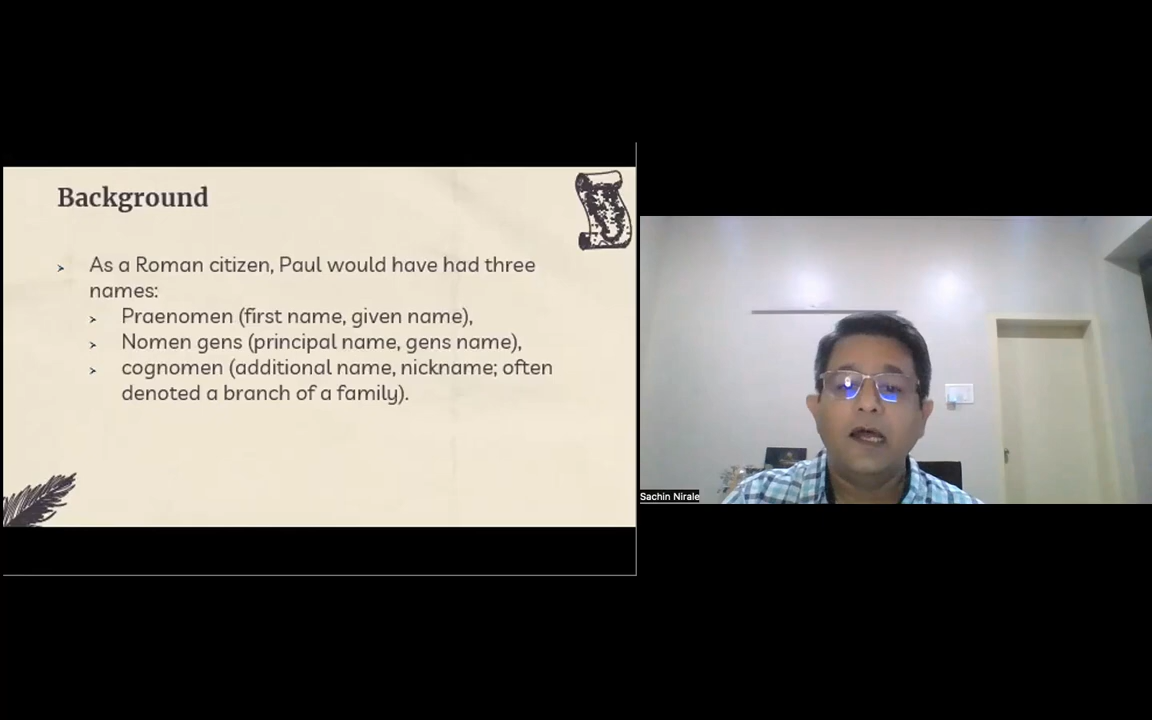 Background
As a Roman citizen, Paul would have had three
names:
Praenomen (first name, given name),
Nomen gens (principal name, gens name),
cognomen (additional name, nickname; often
denoted a branch of a family).
Sachin Nirale